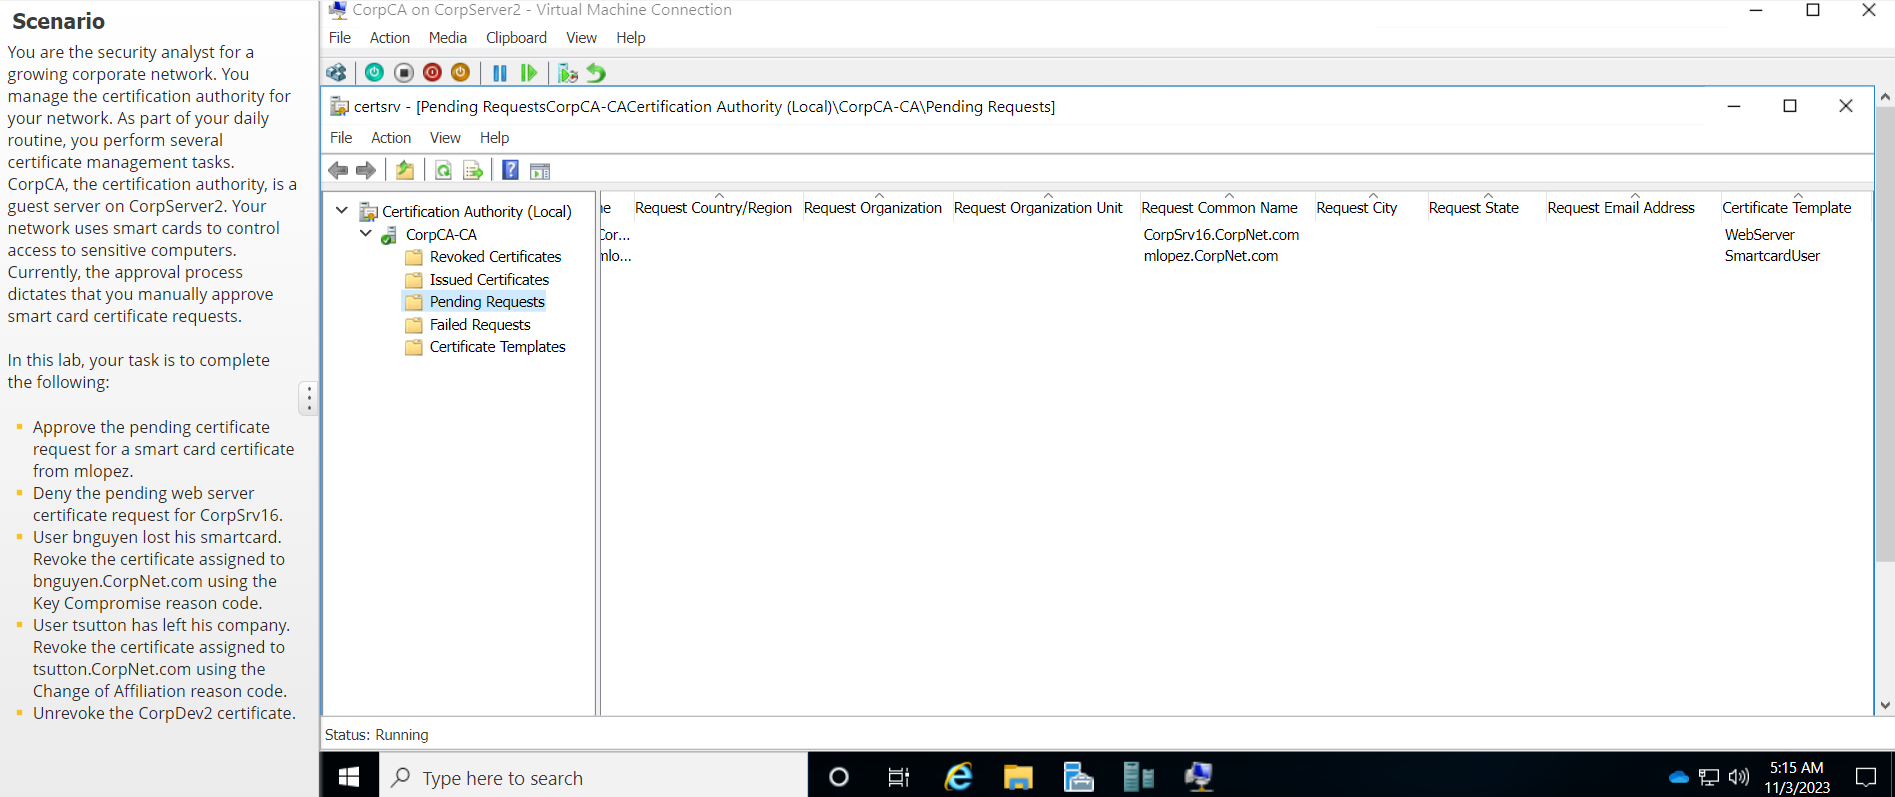 Scenario
You are the security analyst for a
growing corporate network. You
manage the certification authority for
your network. As part of your daily
routine, you perform several
certificate management tasks.
CorpCA, the certification authority, is a
guest server on CorpServer2. Your
network uses smart cards to control
access to sensitive computers.
Currently, the approval process
dictates that you manually approve
smart card certificate requests.
In this lab, your task is to complete
the following:
Approve the pending certificate
request for a smart card certificate
from mlopez.
Deny the pending web server
certificate request for CorpSrv16.
User bnguyen lost his smartcard.
Revoke the certificate assigned to
bnguyen.CorpNet.com using the
Key Compromise reason code.
User tsutton has left his company.
Revoke the certificate assigned to
tsutton.CorpNet.com using the
Change of Affiliation reason code.
Unrevoke the CorpDev2 certificate.
CorpCA on CorpServer2 - Virtual Machine Connection
File Action Media Clipboard View Help
certsrv - [Pending RequestsCorpCA-CACertification Authority (Local)\CorpCA-CA\Pending Requests]
File Action View Help
Certification Authority (Local)
CorpCA-CA
Revoked Certificates
Issued Certificates
Pending Requests
Failed Requests
Certificate Templates
Request Country/Region Request Organization Request Organization Unit Request Common Name Request City Request State Request Email Address Certificate Template
Cor... CorpSrv16.CorpNet.com WebServer
mlo... mlopez.CorpNet.com SmartcardUser
Status: Running
Type here to search
5:15 AM
11/3/2023